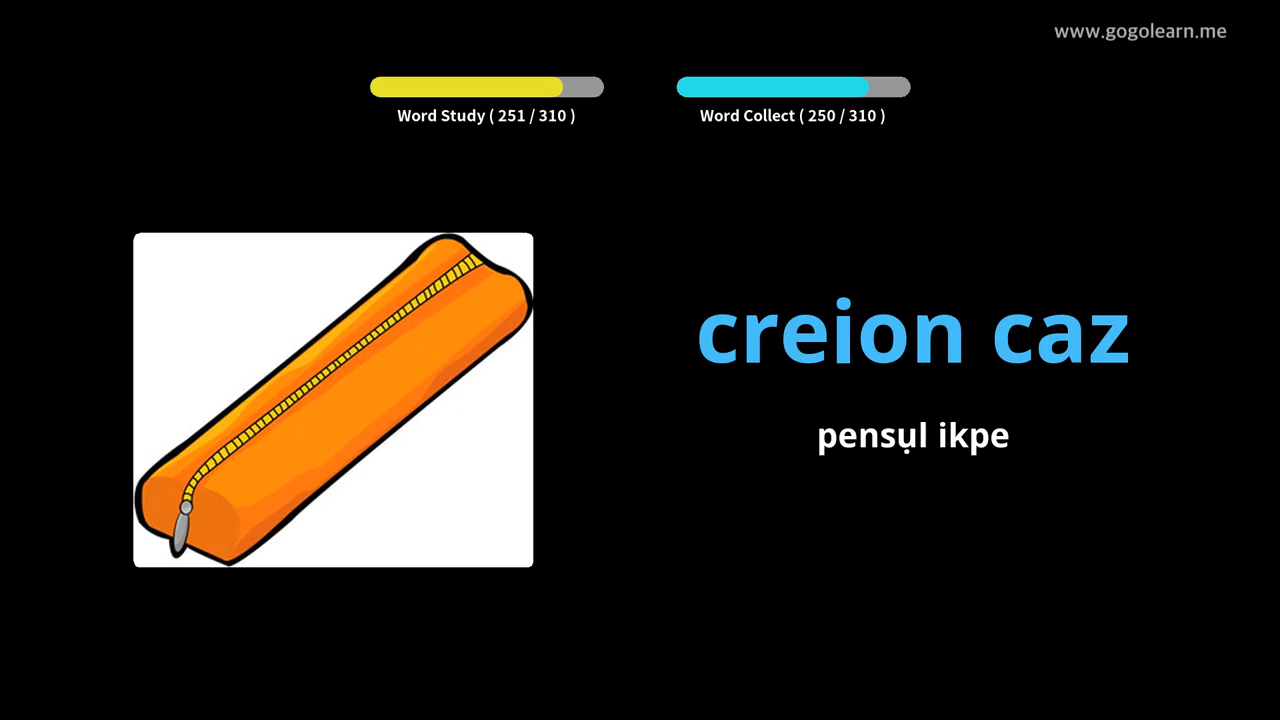 www.gogolearn.me
Word Study ( 251 / 310 )
Word Collect ( 250 / 310 )
creion caz
pensụl ikpe